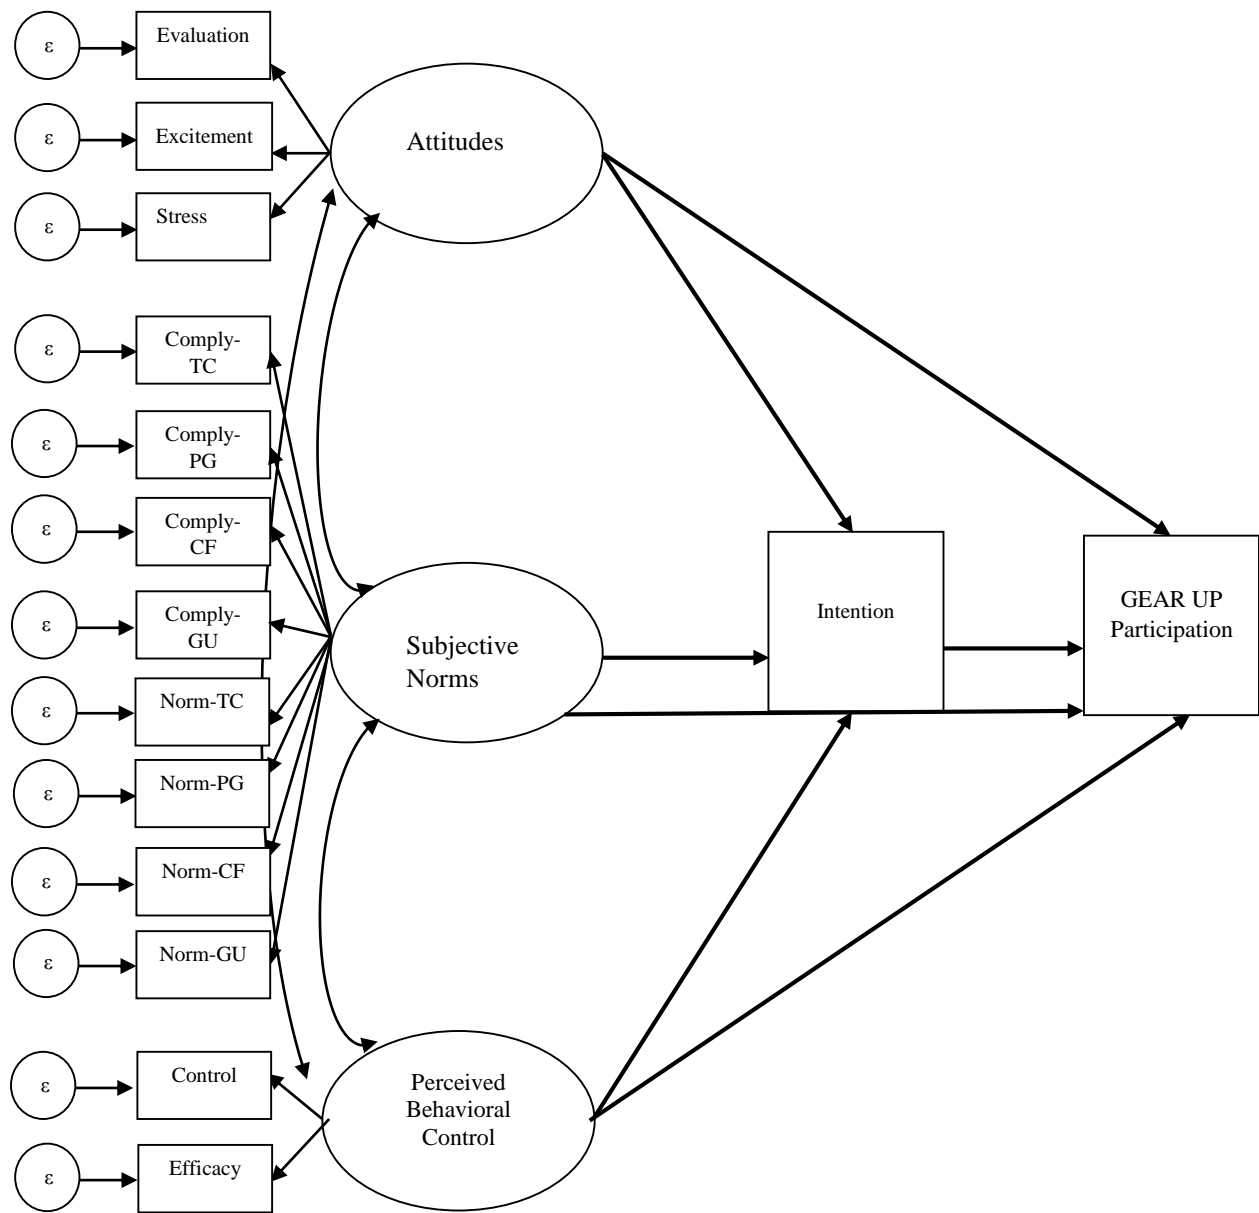 ε
Evaluation
ε
Excitement
ε
Stress
Attitudes
ε
Comply-
TC
ε
Comply-
PG
ε
Comply-
CF
ε
Comply-
GU
ε
Norm-TC
ε
Norm-PG
ε
Norm-CF
ε
Norm-GU
Subjective
Norms
Intention
GEAR UP
Participation
ε
Control
ε
Efficacy
Perceived
Behavioral
Control